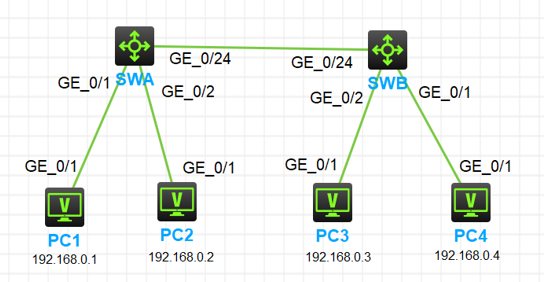 SWA
GE_0/24
GE_0/24
SWB
GE_0/1
GE_0/2
GE_0/2
GE_0/1
GE_0/1
GE_0/1
GE_0/1
GE_0/1
V
V
V
V
PC1
PC2
PC3
PC4
192.168.0.1
192.168.0.2
192.168.0.3
192.168.0.4